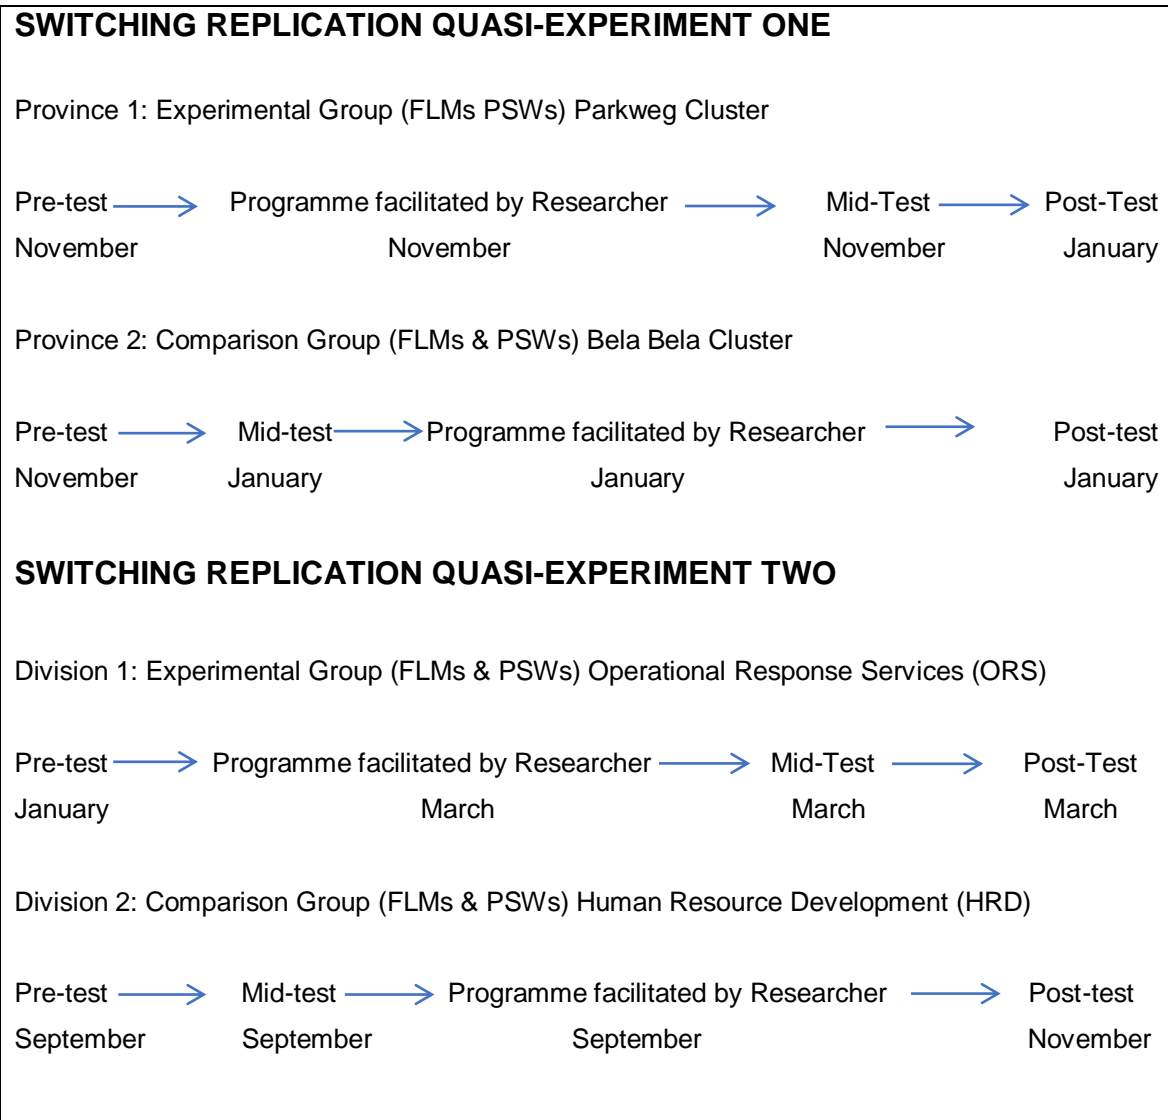 SWITCHING REPLICATION QUASI-EXPERIMENT ONE
Province 1: Experimental Group (FLMs PSWs) Parkweg Cluster
Pre-test Programme facilitated by Researcher Mid-Test Post-Test
November November November January
Province 2: Comparison Group (FLMs & PSWs) Bela Bela Cluster
Pre-test Mid-test Programme facilitated by Researcher Post-test
November January January January
SWITCHING REPLICATION QUASI-EXPERIMENT TWO
Division 1: Experimental Group (FLMs & PSWs) Operational Response Services (ORS)
Pre-test Programme facilitated by Researcher Mid-Test Post-Test
January March March March
Division 2: Comparison Group (FLMs & PSWs) Human Resource Development (HRD)
Pre-test Mid-test Programme facilitated by Researcher Post-test
September September September November